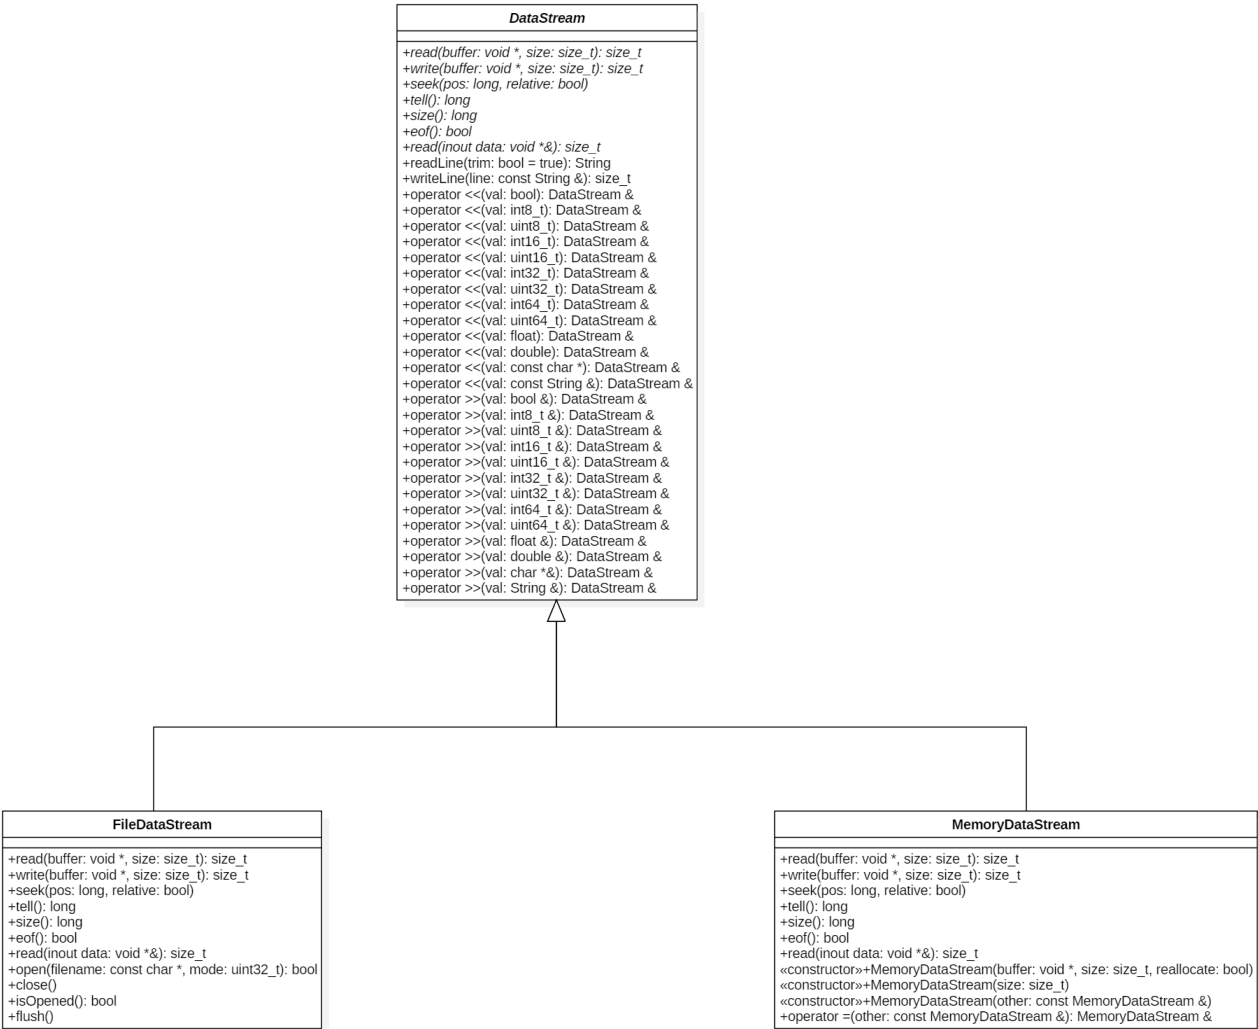 DataStream
+read(buffer: void *, size: size_t): size_t
+write(buffer: void *, size: size_t): size_t
+seek(pos: long, relative: bool)
+tell(): long
+size(): long
+eof(): bool
+read(inout data: void *&): size_t
+readLine(trim: bool = true): String
+writeLine(line: const String &): size_t
+operator <<(val: bool): DataStream &
+operator <<(val: int8_t): DataStream &
+operator <<(val: uint8_t): DataStream &
+operator <<(val: int16_t): DataStream &
+operator <<(val: uint16_t): DataStream &
+operator <<(val: int32_t): DataStream &
+operator <<(val: uint32_t): DataStream &
+operator <<(val: int64_t): DataStream &
+operator <<(val: uint64_t): DataStream &
+operator <<(val: float): DataStream &
+operator <<(val: double): DataStream &
+operator <<(val: const char *): DataStream &
+operator <<(val: const String &): DataStream &
+operator >>(val: bool &): DataStream &
+operator >>(val: int8_t &): DataStream &
+operator >>(val: uint8_t &): DataStream &
+operator >>(val: int16_t &): DataStream &
+operator >>(val: uint16_t &): DataStream &
+operator >>(val: int32_t &): DataStream &
+operator >>(val: uint32_t &): DataStream &
+operator >>(val: int64_t &): DataStream &
+operator >>(val: uint64_t &): DataStream &
+operator >>(val: float &): DataStream &
+operator >>(val: double &): DataStream &
+operator >>(val: char *&): DataStream &
+operator >>(val: String &): DataStream &
FileDataStream
+read(buffer: void *, size: size_t): size_t
+write(buffer: void *, size: size_t): size_t
+seek(pos: long, relative: bool)
+tell(): long
+size(): long
+eof(): bool
+read(inout data: void *&): size_t
+open(filename: const char *, mode: uint32_t): bool
+close()
+isOpened(): bool
+flush()
MemoryDataStream
+read(buffer: void *, size: size_t): size_t
+write(buffer: void *, size: size_t): size_t
+seek(pos: long, relative: bool)
+tell(): long
+size(): long
+eof(): bool
+read(inout data: void *&): size_t
«constructor»+MemoryDataStream(buffer: void *, size: size_t, reallocate: bool)
«constructor»+MemoryDataStream(size: size_t)
«constructor»+MemoryDataStream(other: const MemoryDataStream &)
+operator =(other: const MemoryDataStream &): MemoryDataStream &